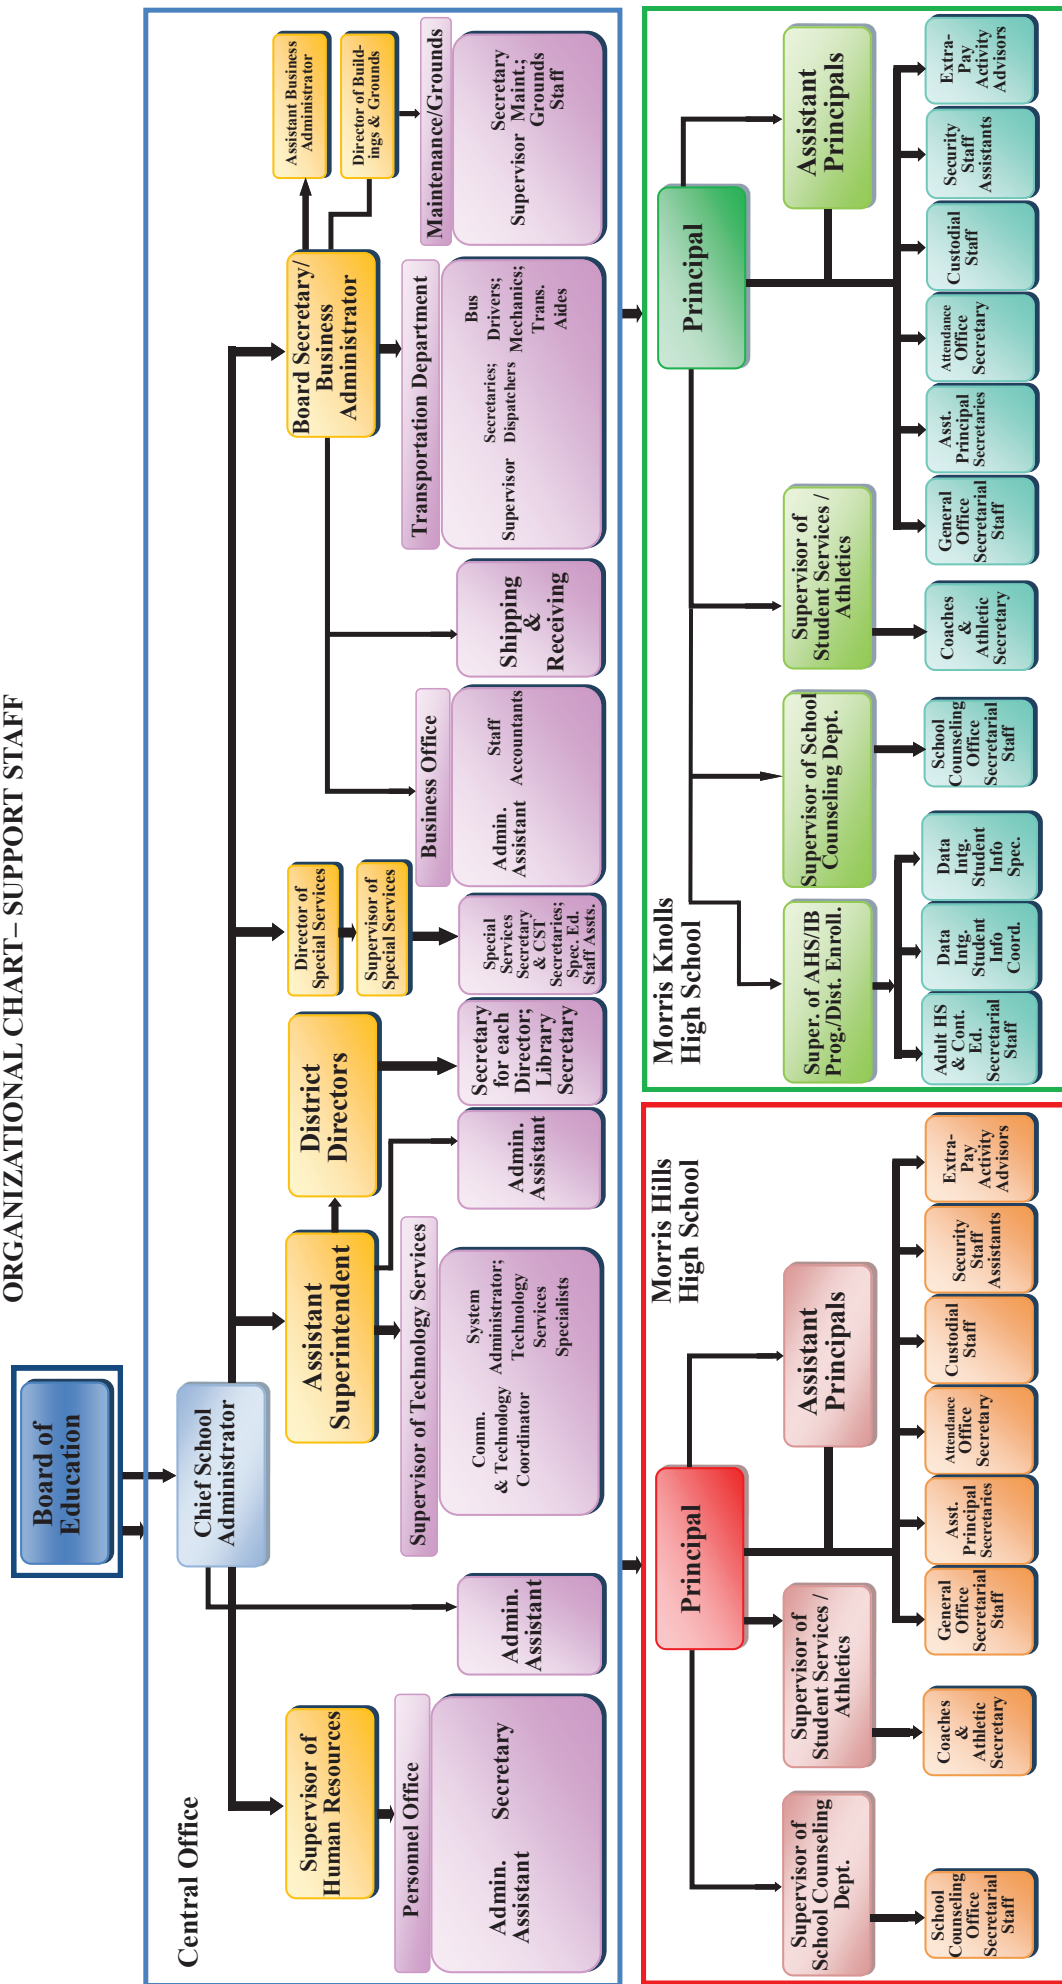 ORGANIZATIONAL CHART– SUPPORT STAFF
Board of
Education
Central Office
Chief School
Administrator
Supervisor of
Human Resources
Personnel Office
Admin.
Assistant
Secretary
Admin.
Assistant
Assistant
Superintendent
Supervisor of Technology Services
Comm.
& Technology
Coordinator
System
Administrator;
Technology
Services
Specialists
District
Directors
Admin.
Assistant
Secretary
for each
Director;
Library
Secretary
Director of
Special Services
Supervisor of
Special Services
Special
Services
Secretary
& CST
Secretaries;
Spec. Ed.
Staff Assts.
Board Secretary/
Business
Administrator
Assistant Business
Administrator
Director of Build-
ings & Grounds
Business Office
Admin.
Assistant
Staff
Accountants
Shipping
&
Receiving
Transportation Department
Supervisor
Secretaries;
Dispatchers
Bus
Drivers;
Mechanics;
Trans.
Aides
Maintenance/Grounds
Supervisor
Secretary
Maint.;
Grounds
Staff
Morris Hills
High School
Principal
Supervisor of
School Counseling
Dept.
Supervisor of
Student Services /
Athletics
Assistant
Principals
School
Counseling
Office
Secretarial
Staff
Coaches
&
Athletic
Secretary
General
Office
Secretarial
Staff
Asst.
Principal
Secretaries
Attendance
Office
Secretary
Custodial
Staff
Security
Staff
Assistants
Extra-
Pay
Activity
Advisors
Morris Knolls
High School
Principal
Super. of AHS/IB
Prog./Dist. Enroll.
Supervisor of School
Counseling Dept.
Supervisor of
Student Services /
Athletics
Assistant
Principals
Adult HS
& Cont.
Ed.
Secretarial
Staff
Data
Intg.
Student
Info
Coord.
Data
Intg.
Student
Info
Spec.
School
Counseling
Office
Secretarial
Staff
Coaches
&
Athletic
Secretary
General
Office
Secretarial
Staff
Asst.
Principal
Secretaries
Attendance
Office
Secretary
Custodial
Staff
Security
Staff
Assistants
Extra-
Pay
Activity
Advisors